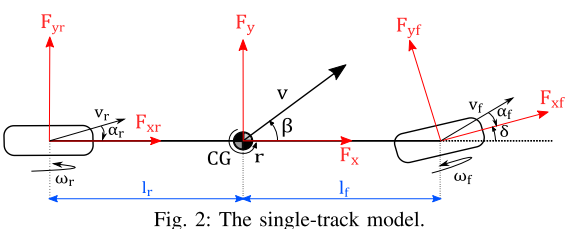 F_yr F_y F_yf
v v_f F_xf
v_r α_r F_xr β α_f δ
CG r F_x
ω_r ω_f
l_r l_f
Fig. 2: The single-track model.